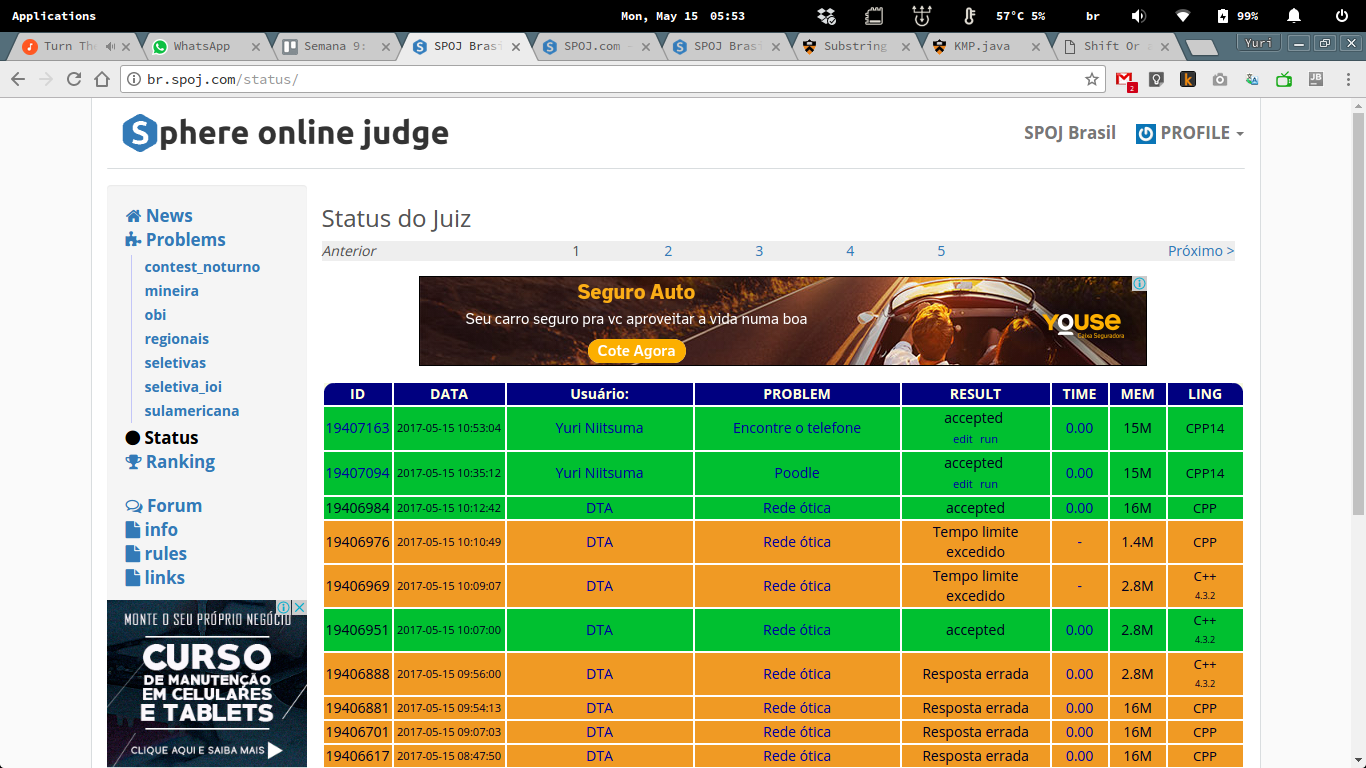 Applications
Mon, May 15 05:53
57°C 5%
br
99%
Turn The
WhatsApp
Semana 9:
SPOJ Brasi
SPOJ.com -
SPOJ Brasi
Substring
KMP.java
Shift Or
Yuri
br.spoj.com/status/
2
JB
Sphere online judge
SPOJ Brasil
PROFILE
News
Problems
contest_noturno
mineira
obi
regionais
seletivas
seletiva_ioi
sulamericana
Status
Ranking
Forum
info
rules
links
MONTE O SEU PRÓPRIO NEGÓCIO
CURSO
DE MANUTENÇÃO
EM CELULARES
E TABLETS
CLIQUE AQUI E SAIBA MAIS
Status do Juiz
Anterior 1 2 3 4 5 Próximo >
Seguro Auto
Seu carro seguro pra vc aproveitar a vida numa boa
Cote Agora
YOUSE
Caixa Seguradora
ID DATA Usuário: PROBLEM RESULT TIME MEM LING
19407163 2017-05-15 10:53:04 Yuri Niitsuma Encontre o telefone accepted 0.00 15M CPP14
edit run
19407094 2017-05-15 10:35:12 Yuri Niitsuma Poodle accepted 0.00 15M CPP14
edit run
19406984 2017-05-15 10:12:42 DTA Rede ótica accepted 0.00 16M CPP
19406976 2017-05-15 10:10:49 DTA Rede ótica Tempo limite excedido - 1.4M CPP
19406969 2017-05-15 10:09:07 DTA Rede ótica Tempo limite excedido - 2.8M C++ 4.3.2
19406951 2017-05-15 10:07:00 DTA Rede ótica accepted 0.00 2.8M C++ 4.3.2
19406888 2017-05-15 09:56:00 DTA Rede ótica Resposta errada 0.00 2.8M C++ 4.3.2
19406881 2017-05-15 09:54:13 DTA Rede ótica Resposta errada 0.00 16M CPP
19406701 2017-05-15 09:07:03 DTA Rede ótica Resposta errada 0.00 16M CPP
19406617 2017-05-15 08:47:50 DTA Rede ótica Resposta errada 0.00 16M CPP